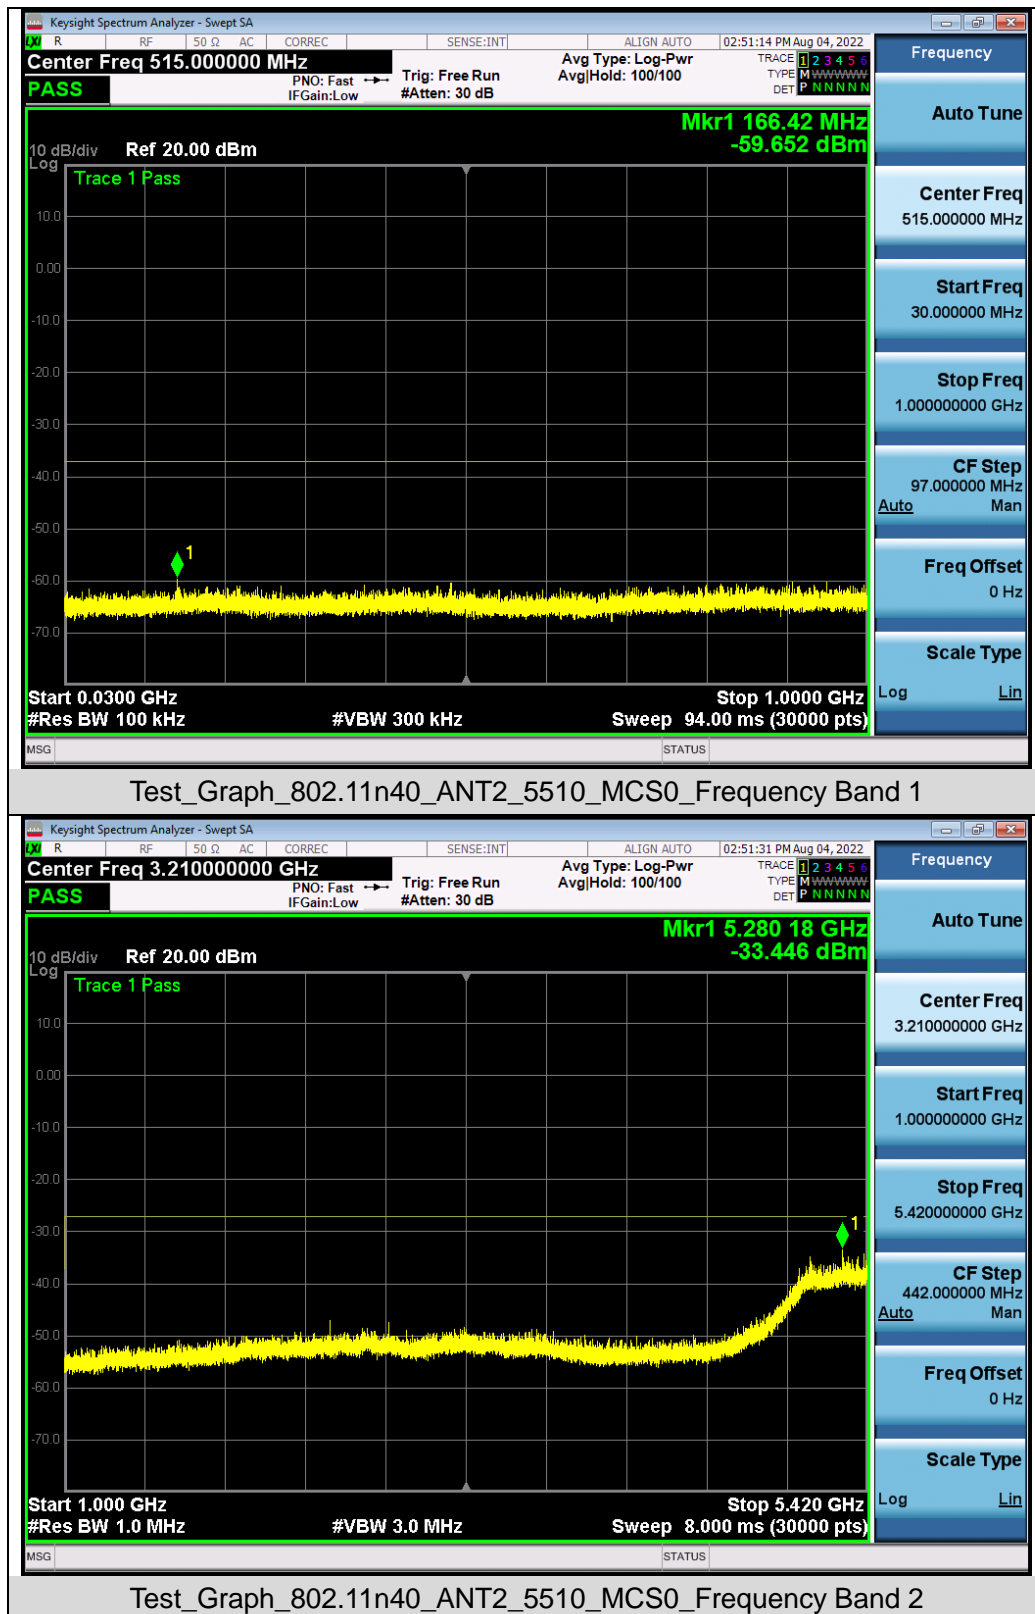 Keysight Spectrum Analyzer - Swept SA
LXI R RF 50 Ω AC CORREC SENSE:INT ALIGN AUTO 02:51:14 PM Aug 04, 2022
Center Freq 515.000000 MHz
PASS
PNO: Fast
IFGain:Low
Trig: Free Run
#Atten: 30 dB
Avg Type: Log-Pwr
Avg|Hold: 100/100
TRACE 1 2 3 4 5 6
TYPE M WWWWW
DET P N N N N N
Mkr1 166.42 MHz
-59.652 dBm
10 dB/div Ref 20.00 dBm
Log
Trace 1 Pass
10.0
0.00
-10.0
-20.0
-30.0
-40.0
-50.0
-60.0
-70.0
1
Start 0.0300 GHz Stop 1.0000 GHz
#Res BW 100 kHz #VBW 300 kHz Sweep 94.00 ms (30000 pts)
MSG STATUS
Frequency
Auto Tune
Center Freq
515.000000 MHz
Start Freq
30.000000 MHz
Stop Freq
1.000000000 GHz
CF Step
97.000000 MHz
Auto Man
Freq Offset
0 Hz
Scale Type
Log Lin
Test_Graph_802.11n40_ANT2_5510_MCS0_Frequency Band 1
Keysight Spectrum Analyzer - Swept SA
LXI R RF 50 Ω AC CORREC SENSE:INT ALIGN AUTO 02:51:31 PM Aug 04, 2022
Center Freq 3.210000000 GHz
PASS
PNO: Fast
IFGain:Low
Trig: Free Run
#Atten: 30 dB
Avg Type: Log-Pwr
Avg|Hold: 100/100
TRACE 1 2 3 4 5 6
TYPE M WWWWW
DET P N N N N N
Mkr1 5.280 18 GHz
-33.446 dBm
10 dB/div Ref 20.00 dBm
Log
Trace 1 Pass
10.0
0.00
-10.0
-20.0
-30.0
-40.0
-50.0
-60.0
-70.0
1
Start 1.000 GHz Stop 5.420 GHz
#Res BW 1.0 MHz #VBW 3.0 MHz Sweep 8.000 ms (30000 pts)
MSG STATUS
Frequency
Auto Tune
Center Freq
3.210000000 GHz
Start Freq
1.000000000 GHz
Stop Freq
5.420000000 GHz
CF Step
442.000000 MHz
Auto Man
Freq Offset
0 Hz
Scale Type
Log Lin
Test_Graph_802.11n40_ANT2_5510_MCS0_Frequency Band 2